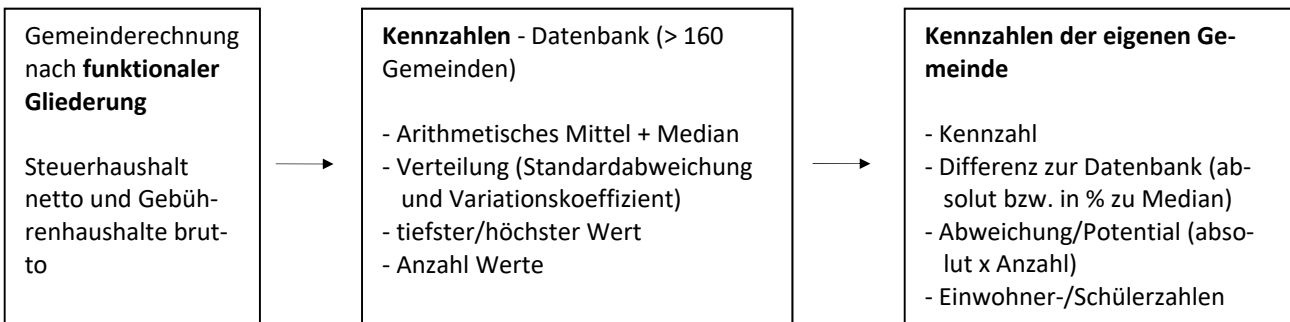 Gemeinderechnung
nach funktionaler
Gliederung
Steuerhaushalt
netto und Gebüh-
renhaushalte brut-
to
Kennzahlen - Datenbank (> 160
Gemeinden)
- Arithmetisches Mittel + Median
- Verteilung (Standardabweichung
und Variationskoeffizient)
- tiefster/höchster Wert
- Anzahl Werte
Kennzahlen der eigenen Ge-
meinde
- Kennzahl
- Differenz zur Datenbank (ab-
solut bzw. in % zu Median)
- Abweichung/Potential (abso-
lut x Anzahl)
- Einwohner-/Schülerzahlen